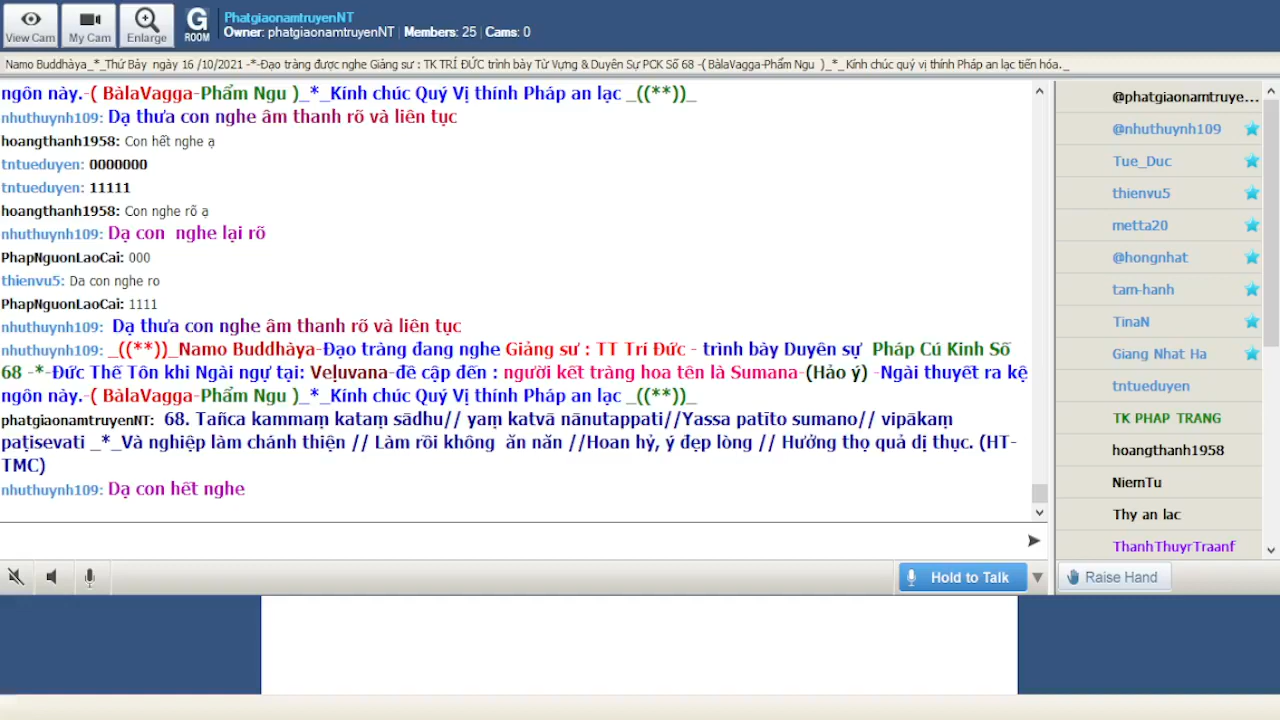 View Cam
My Cam
Enlarge
G
ROOM
PhatgiaonamtruyenNT
Owner: phatgiaonamtruyenNT | Members: 25 | Cams: 0
Namo Buddhàya_*_Thứ Bảy ngày 16 /10/2021 -*-Đạo tràng được nghe Giảng sư : TK TRÍ ĐỨC trình bày Từ Vựng & Duyên Sự PCK Số 68 -( BàlaVagga-Phẩm Ngu )_*_ Kính chúc quý vị thính Pháp an lạc tiến hóa._
ngôn này.-( BàlaVagga-Phẩm Ngu )_*_Kính chúc Quý Vị thính Pháp an lạc _((**))_
nhuthuynh109: Dạ thưa con nghe âm thanh rõ và liên tục
hoangthanh1958: Con hết nghe ạ
tntueduyen: 0000000
tntueduyen: 11111
hoangthanh1958: Con nghe rõ ạ
nhuthuynh109: Dạ con nghe lại rõ
PhapNguonLaoCai: 000
thienvu5: Da con nghe ro
PhapNguonLaoCai: 1111
nhuthuynh109: Dạ thưa con nghe âm thanh rõ và liên tục
nhuthuynh109: _((**))_Namo Buddhàya-Đạo tràng đang nghe Giảng sư : TT Trí Đức - trình bày Duyên sự Pháp Cú Kinh Số
68 -*-Đức Thế Tôn khi Ngài ngự tại: Veḷuvana-đề cập đến : người kết tràng hoa tên là Sumana-(Hảo ý) -Ngài thuyết ra kệ
ngôn này.-( BàlaVagga-Phẩm Ngu )_*_Kính chúc Quý Vị thính Pháp an lạc _((**))_
phatgiaonamtruyenNT: 68. Tañca kammaṃ kataṃ sādhu// yaṃ katvā nānutappati//Yassa patīto sumano// vipākaṃ
paṭisevati _*_Và nghiệp làm chánh thiện // Làm rồi không ăn năn //Hoan hỷ, ý đẹp lòng // Hưởng thọ quả dị thục. (HT-
TMC)
nhuthuynh109: Dạ con hết nghe
Hold to Talk
@phatgiaonamtruye...
@nhuthuynh109
Tue_Duc
thienvu5
metta20
@hongnhat
tam-hanh
TinaN
Giang Nhat Ha
tntueduyen
TK PHAP TRANG
hoangthanh1958
NiemTu
Thy an lac
ThanhThuyrTraanf
Raise Hand